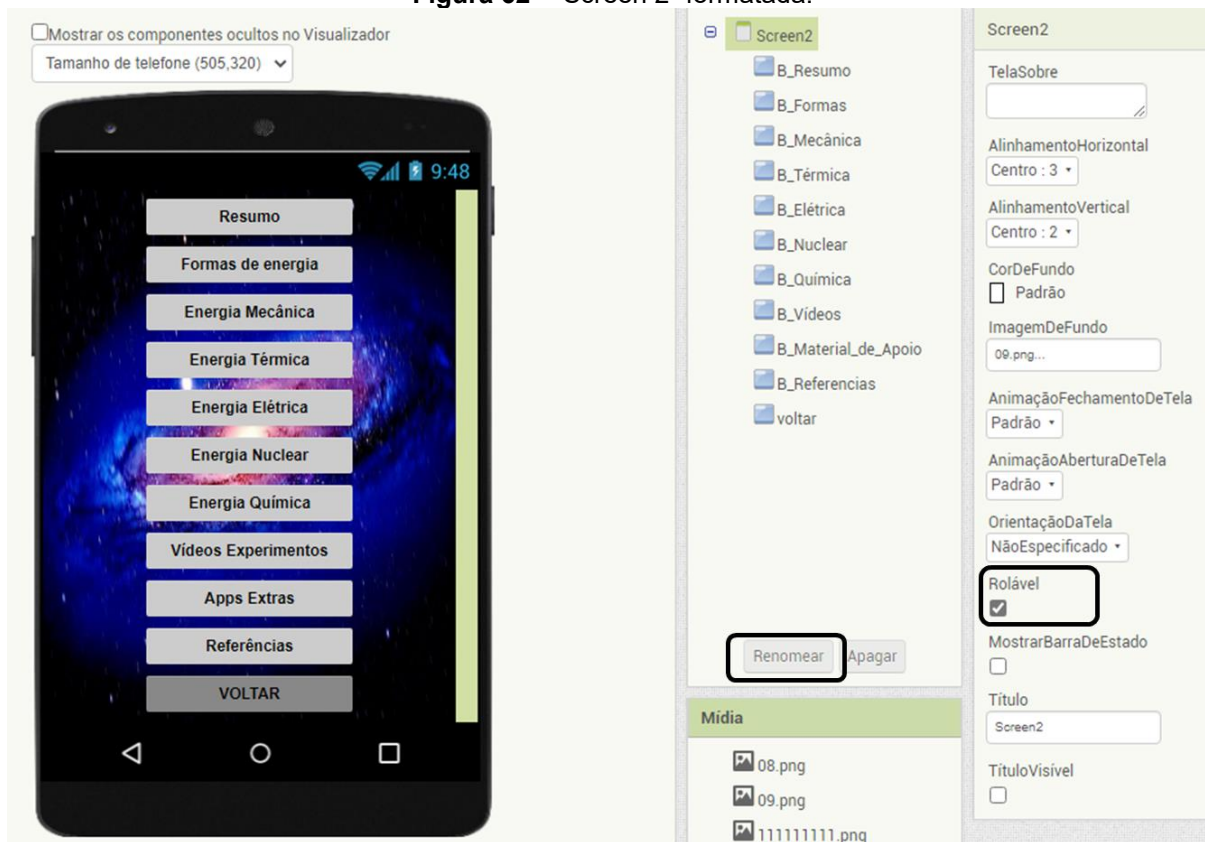 Figura 62 – Screen 2- formatada.
Mostrar os componentes ocultos no Visualizador
Tamanho de telefone (505,320)
9:48
Resumo
Formas de energia
Energia Mecânica
Energia Térmica
Energia Elétrica
Energia Nuclear
Energia Química
Vídeos Experimentos
Apps Extras
Referências
VOLTAR
Screen2
B_Resumo
B_Formas
B_Mecânica
B_Térmica
B_Elétrica
B_Nuclear
B_Química
B_Vídeos
B_Material_de_Apoio
B_Referencias
voltar
Renomear Apagar
Mídia
08.png
09.png
111111111.png
Screen2
TelaSobre
AlinhamentoHorizontal
Centro : 3
AlinhamentoVertical
Centro : 2
CorDeFundo
Padrão
ImagemDeFundo
09.png...
AnimaçãoFechamentoDeTela
Padrão
AnimaçãoAberturaDeTela
Padrão
OrientaçãoDaTela
NãoEspecificado
Rolável
MostrarBarraDeEstado
Título
Screen2
TítuloVisível